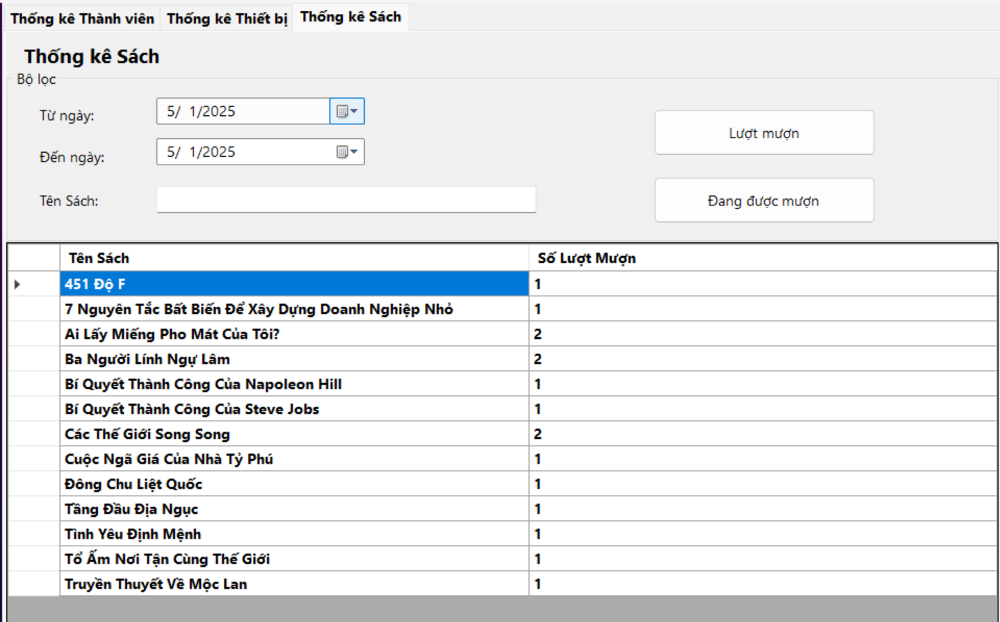 Thống kê Thành viên Thống kê Thiết bị Thống kê Sách
Thống kê Sách
Bộ lọc
Từ ngày: 5/ 1/2025
Lượt mượn
Đến ngày: 5/ 1/2025
Tên Sách:
Đang được mượn
Tên Sách Số Lượt Mượn
451 Độ F 1
7 Nguyên Tắc Bất Biến Để Xây Dựng Doanh Nghiệp Nhỏ 1
Ai Lấy Miếng Pho Mát Của Tôi? 2
Ba Người Lính Ngự Lâm 2
Bí Quyết Thành Công Của Napoleon Hill 1
Bí Quyết Thành Công Của Steve Jobs 1
Các Thế Giới Song Song 2
Cuộc Ngã Giá Của Nhà Tỷ Phú 1
Đông Chu Liệt Quốc 1
Tầng Đầu Địa Ngục 1
Tình Yêu Định Mệnh 1
Tổ Ấm Nơi Tận Cùng Thế Giới 1
Truyền Thuyết Về Mộc Lan 1